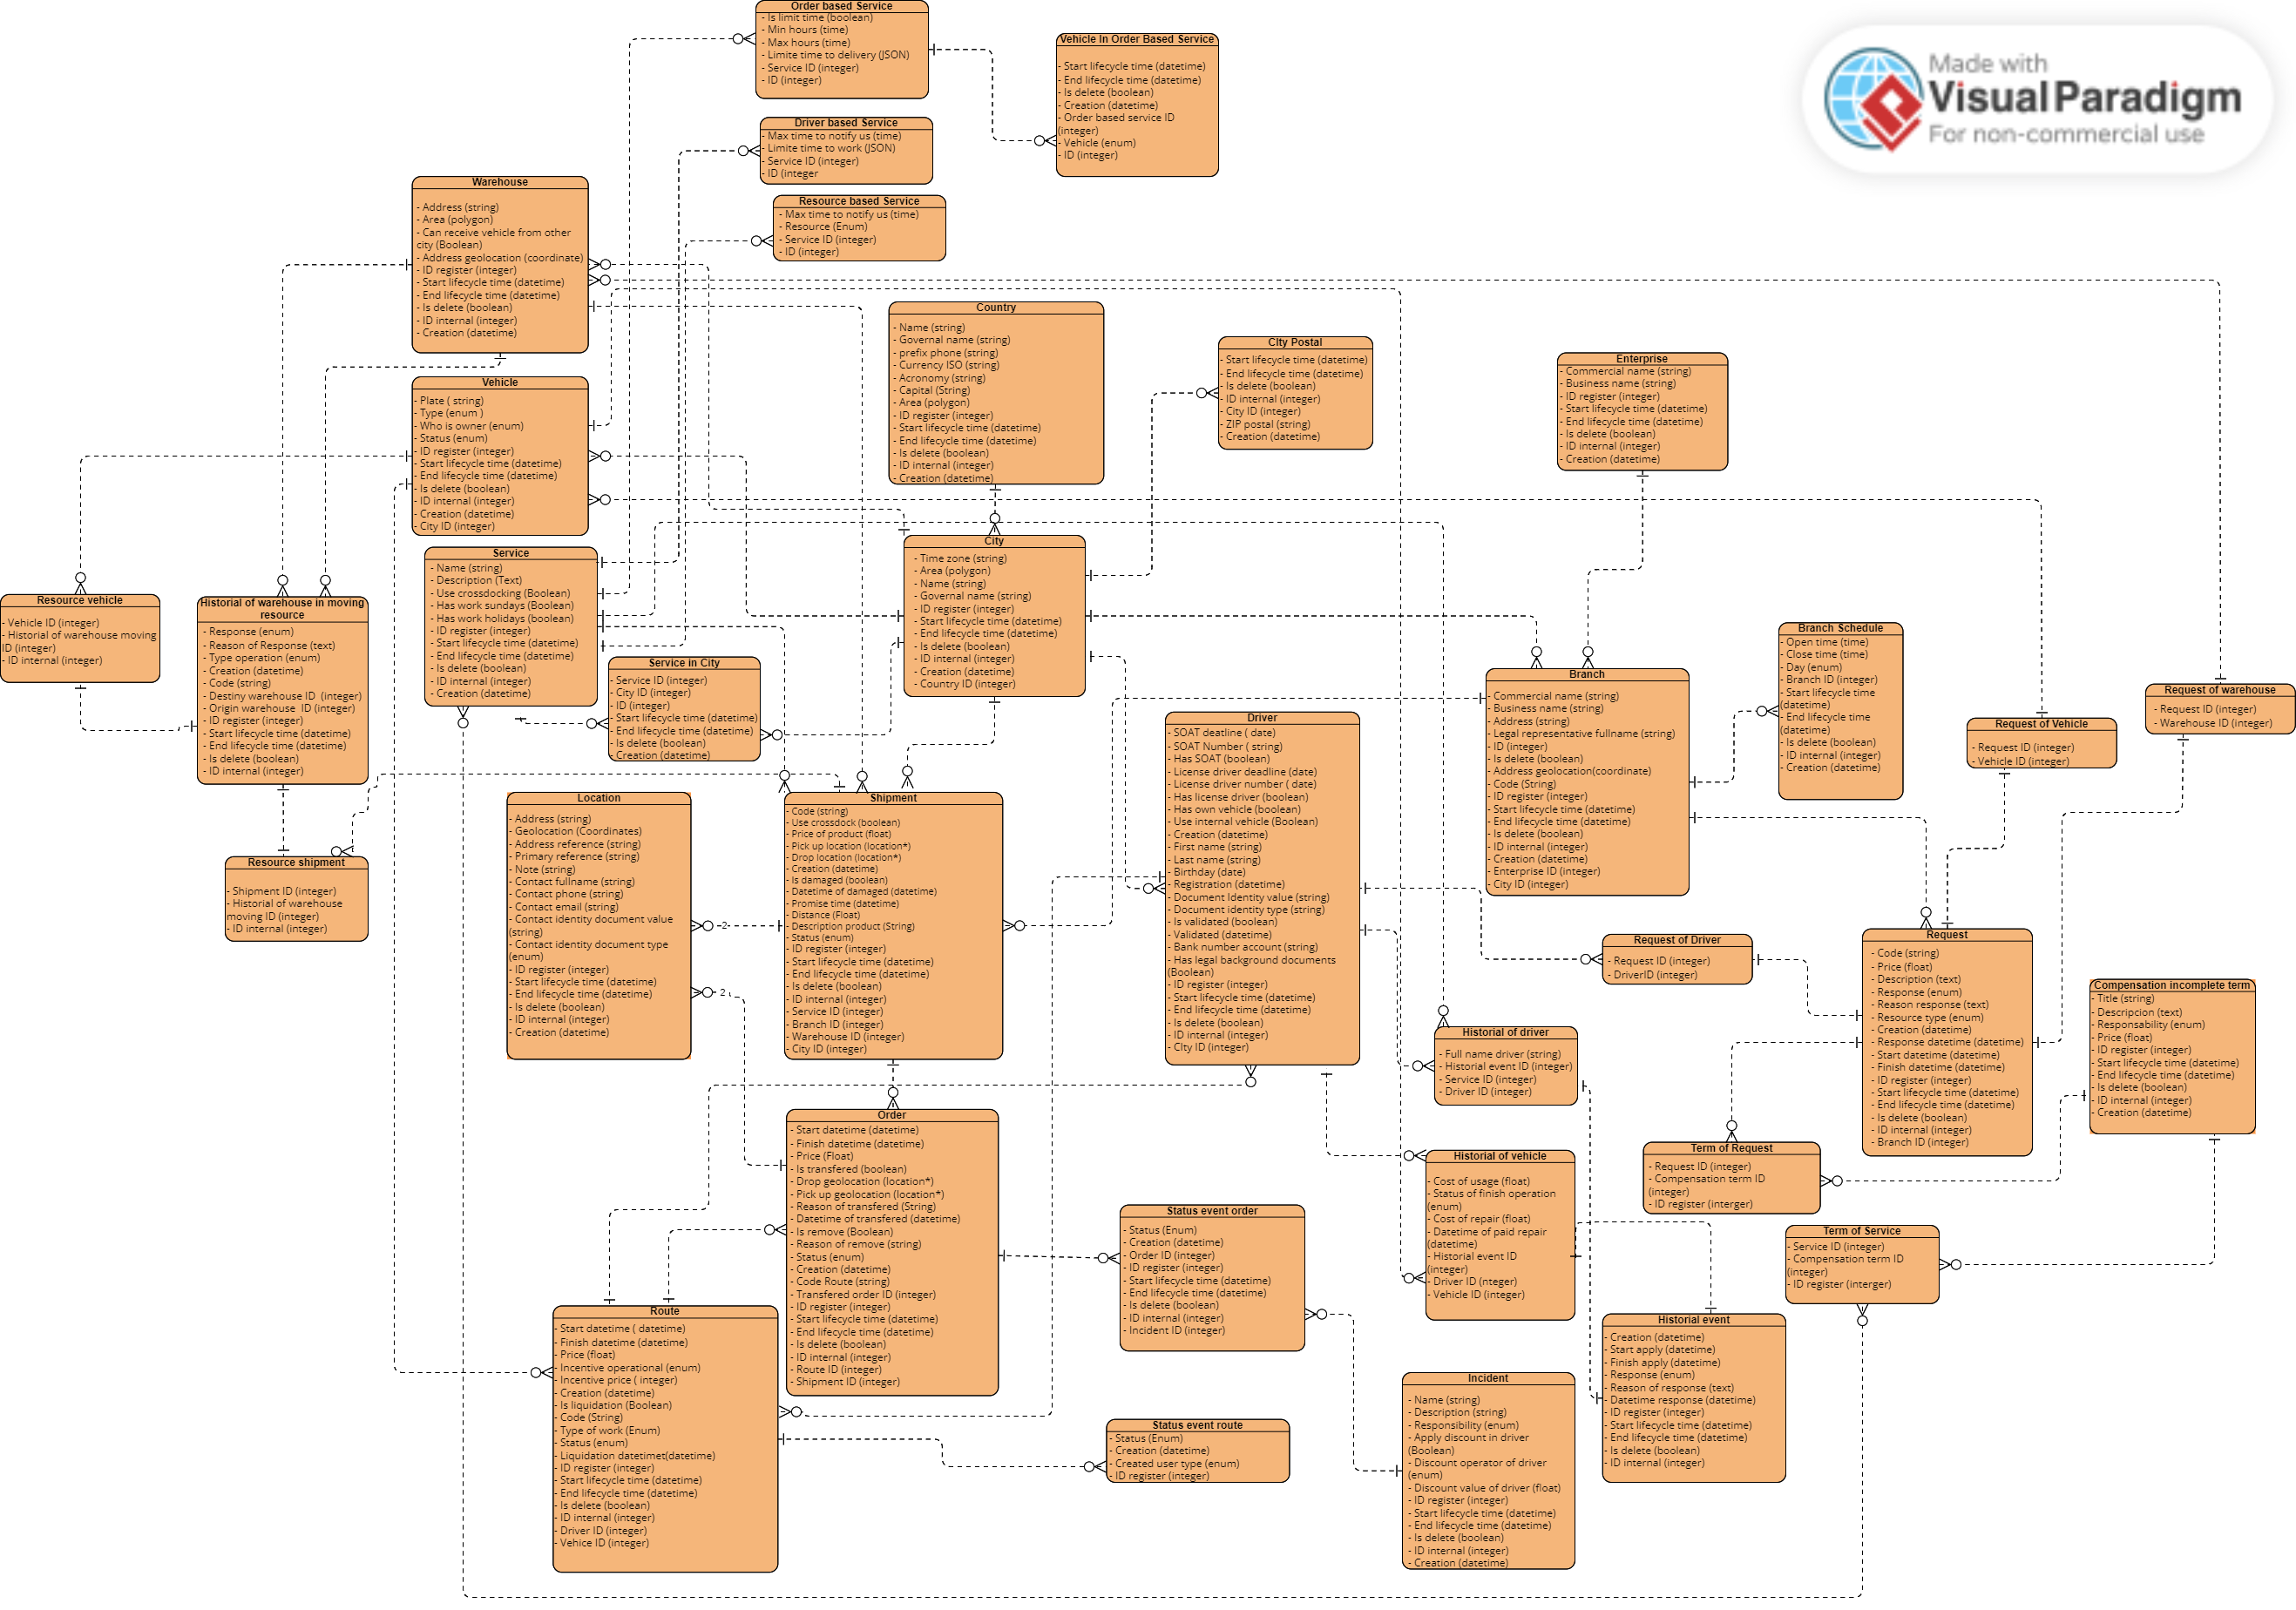 Order based Service
- Is limit time (boolean)
- Min hours (time)
- Max hours (time)
- Limite time to delivery (JSON)
- Service ID (integer)
- ID (integer)
Vehicle In Order Based Service
- Start lifecycle time (datetime)
- End lifecycle time (datetime)
- Is delete (boolean)
- Creation (datetime)
- Order based service ID
(integer)
- Vehicle (enum)
- ID (integer)
Made with
Visual Paradigm
For non-commercial use
Driver based Service
- Max time to notify us (time)
- Limite time to work (JSON)
- Service ID (integer)
- ID (integer
Resource based Service
- Max time to notify us (time)
- Resource (Enum)
- Service ID (integer)
- ID (integer)
Warehouse
- Address (string)
- Area (polygon)
- Can receive vehicle from other
city (Boolean)
- Address geolocation (coordinate)
- ID register (integer)
- Start lifecycle time (datetime)
- End lifecycle time (datetime)
- Is delete (boolean)
- ID internal (integer)
- Creation (datetime)
Country
- Name (string)
- Governal name (string)
- prefix phone (string)
- Currency ISO (string)
- Acronomy (string)
- Capital (String)
- Area (polygon)
- ID register (integer)
- Start lifecycle time (datetime)
- End lifecycle time (datetime)
- Is delete (boolean)
- ID internal (integer)
- Creation (datetime)
City Postal
- Start lifecycle time (datetime)
- End lifecycle time (datetime)
- Is delete (boolean)
- ID internal (integer)
- City ID (integer)
- ZIP postal (string)
- Creation (datetime)
Enterprise
- Commercial name (string)
- Business name (string)
- ID register (integer)
- Start lifecycle time (datetime)
- End lifecycle time (datetime)
- Is delete (boolean)
- ID internal (integer)
- Creation (datetime)
Vehicle
- Plate ( string)
- Type (enum )
- Who is owner (enum)
- Status (enum)
- ID register (integer)
- Start lifecycle time (datetime)
- End lifecycle time (datetime)
- Is delete (boolean)
- ID internal (integer)
- Creation (datetime)
- City ID (integer)
Service
- Name (string)
- Description (Text)
- Use crossdocking (Boolean)
- Has work sundays (Boolean)
- Has work holidays (boolean)
- ID register (integer)
- Start lifecycle time (datetime)
- End lifecycle time (datetime)
- Is delete (boolean)
- ID internal (integer)
- Creation (datetime)
City
- Time zone (string)
- Area (polygon)
- Name (string)
- Governal name (string)
- ID register (integer)
- Start lifecycle time (datetime)
- End lifecycle time (datetime)
- Is delete (boolean)
- ID internal (integer)
- Creation (datetime)
- Country ID (integer)
Resource vehicle
- Vehicle ID (integer)
- Historial of warehouse moving
ID (integer)
- ID internal (integer)
Historial of warehouse in moving
resource
- Response (enum)
- Reason of Response (text)
- Type operation (enum)
- Creation (datetime)
- Code (string)
- Destiny warehouse ID (integer)
- Origin warehouse ID (integer)
- ID register (integer)
- Start lifecycle time (datetime)
- End lifecycle time (datetime)
- Is delete (boolean)
- ID internal (integer)
Service in City
- Service ID (integer)
- City ID (integer)
- ID (integer)
- Start lifecycle time (datetime)
- End lifecycle time (datetime)
- Is delete (boolean)
- Creation (datetime)
Branch
- Commercial name (string)
- Business name (string)
- Address (string)
- Legal representative fullname (string)
- ID (integer)
- Is delete (boolean)
- Address geolocation(coordinate)
- Code (String)
- ID register (integer)
- Start lifecycle time (datetime)
- End lifecycle time (datetime)
- Is delete (boolean)
- ID internal (integer)
- Creation (datetime)
- Enterprise ID (integer)
- City ID (integer)
Branch Schedule
- Open time (time)
- Close time (time)
- Day (enum)
- Branch ID (integer)
- Start lifecycle time
(datetime)
- End lifecycle time
(datetime)
- Is delete (boolean)
- ID internal (integer)
- Creation (datetime)
Request of Vehicle
- Request ID (integer)
- Vehicle ID (integer)
Request of warehouse
- Request ID (integer)
- Warehouse ID (integer)
Driver
- SOAT deatline ( date)
- SOAT Number ( string)
- Has SOAT (boolean)
- License driver deadline (date)
- License driver number ( date)
- Has license driver (boolean)
- Has own vehicle (boolean)
- Use internal vehicle (Boolean)
- Creation (datetime)
- First name (string)
- Last name (string)
- Birthday (date)
- Registration (datetime)
- Document Identity value (string)
- Document identity type (string)
- Is validated (boolean)
- Validated (datetime)
- Bank number account (string)
- Has legal background documents
(Boolean)
- ID register (integer)
- Start lifecycle time (datetime)
- End lifecycle time (datetime)
- Is delete (boolean)
- ID internal (integer)
- CIty ID (integer)
Location
- Address (string)
- Geolocation (Coordinates)
- Address reference (string)
- Primary reference (string)
- Note (string)
- Contact fullname (string)
- Contact phone (string)
- Contact email (string)
- Contact identity document value
(string)
- Contact identity document type
(enum)
- ID register (integer)
- Start lifecycle time (datetime)
- End lifecycle time (datetime)
- Is delete (boolean)
- ID internal (integer)
- Creation (datetime)
2
2
Shipment
- Code (string)
- Use crossdock (boolean)
- Price of product (float)
- Pick up location (location*)
- Drop location (location*)
- Creation (datetime)
- Is damaged (boolean)
- Datetime of damaged (datetime)
- Promise time (datetime)
- Distance (Float)
- Description product (String)
- Status (enum)
- ID register (integer)
- Start lifecycle time (datetime)
- End lifecycle time (datetime)
- Is delete (boolean)
- ID internal (integer)
- Service ID (integer)
- Branch ID (integer)
- Warehouse ID (integer)
- City ID (integer)
Resource shipment
- Shipment ID (integer)
- Historial of warehouse
moving ID (integer)
- ID internal (integer)
Request of Driver
- Request ID (integer)
- DriverID (integer)
Request
- Code (string)
- Price (float)
- Description (text)
- Response (enum)
- Reason response (text)
- Resource type (enum)
- Creation (datetime)
- Response datetime (datetime)
- Start datetime (datetime)
- Finish datetime (datetime)
- ID register (integer)
- Start lifecycle time (datetime)
- End lifecycle time (datetime)
- Is delete (boolean)
- ID internal (integer)
- Branch ID (integer)
Compensation incomplete term
- Title (string)
- Descripcion (text)
- Responsability (enum)
- Price (float)
- ID register (integer)
- Start lifecycle time (datetime)
- End lifecycle time (datetime)
- Is delete (boolean)
- ID internal (integer)
- Creation (datetime)
Historial of driver
- Full name driver (string)
- Historial event ID (integer)
- Service ID (integer)
- Driver ID (integer)
Order
- Start datetime (datetime)
- Finish datetime (datetime)
- Price (Float)
- Is transfered (boolean)
- Drop geolocation (location*)
- Pick up geolocation (location*)
- Reason of transfered (String)
- Datetime of transfered (datetime)
- Is remove (Boolean)
- Reason of remove (string)
- Status (enum)
- Creation (datetime)
- Code Route (string)
- Transfered order ID (integer)
- ID register (integer)
- Start lifecycle time (datetime)
- End lifecycle time (datetime)
- Is delete (boolean)
- ID internal (integer)
- Route ID (integer)
- Shipment ID (integer)
Historial of vehicle
- Cost of usage (float)
- Status of finish operation
(enum)
- Cost of repair (float)
- Datetime of paid repair
(datetime)
- Historial event ID
(integer)
- Driver ID (nteger)
- Vehicle ID (integer)
Term of Request
- Request ID (integer)
- Compensation term ID
(integer)
- ID register (interger)
Status event order
- Status (Enum)
- Creation (datetime)
- Order ID (integer)
- ID register (integer)
- Start lifecycle time (datetime)
- End lifecycle time (datetime)
- Is delete (boolean)
- ID internal (integer)
- Incident ID (integer)
Term of Service
- Service ID (integer)
- Compensation term ID
(integer)
- ID register (interger)
Route
- Start datetime ( datetime)
- Finish datetime (datetime)
- Price (float)
- Incentive operational (enum)
- Incentive price ( integer)
- Creation (datetime)
- Is liquidation (Boolean)
- Code (String)
- Type of work (Enum)
- Status (enum)
- Liquidation datetimet(datetime)
- ID register (integer)
- Start lifecycle time (datetime)
- End lifecycle time (datetime)
- Is delete (boolean)
- ID internal (integer)
- Driver ID (integer)
- Vehice ID (integer)
Historial event
- Creation (datetime)
- Start apply (datetime)
- Finish apply (datetime)
- Response (enum)
- Reason of response (text)
- Datetime response (datetime)
- ID register (integer)
- Start lifecycle time (datetime)
- End lifecycle time (datetime)
- Is delete (boolean)
- ID internal (integer)
Incident
- Name (string)
- Description (string)
- Responsibility (enum)
- Apply discount in driver
(Boolean)
- Discount operator of driver
(enum)
- Discount value of driver (float)
- ID register (integer)
- Start lifecycle time (datetime)
- End lifecycle time (datetime)
- Is delete (boolean)
- ID internal (integer)
- Creation (datetime)
Status event route
- Status (Enum)
- Creation (datetime)
- Created user type (enum)
- ID register (integer)